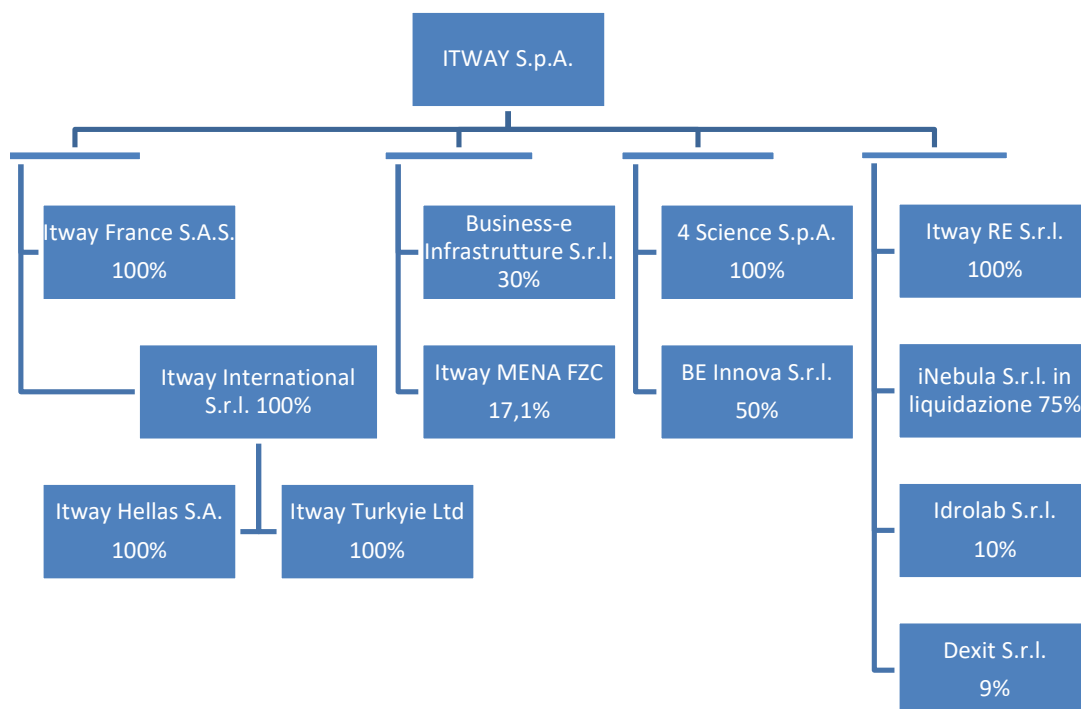 ITWAY S.p.A.
Itway France S.A.S.
100%
Business-e
Infrastrutture S.r.l.
30%
4 Science S.p.A.
100%
Itway RE S.r.l.
100%
Itway International
S.r.l. 100%
Itway MENA FZC
17,1%
BE Innova S.r.l.
50%
iNebula S.r.l. in
liquidazione 75%
Itway Hellas S.A.
100%
Itway Turkyie Ltd
100%
Idrolab S.r.l.
10%
Dexit S.r.l.
9%